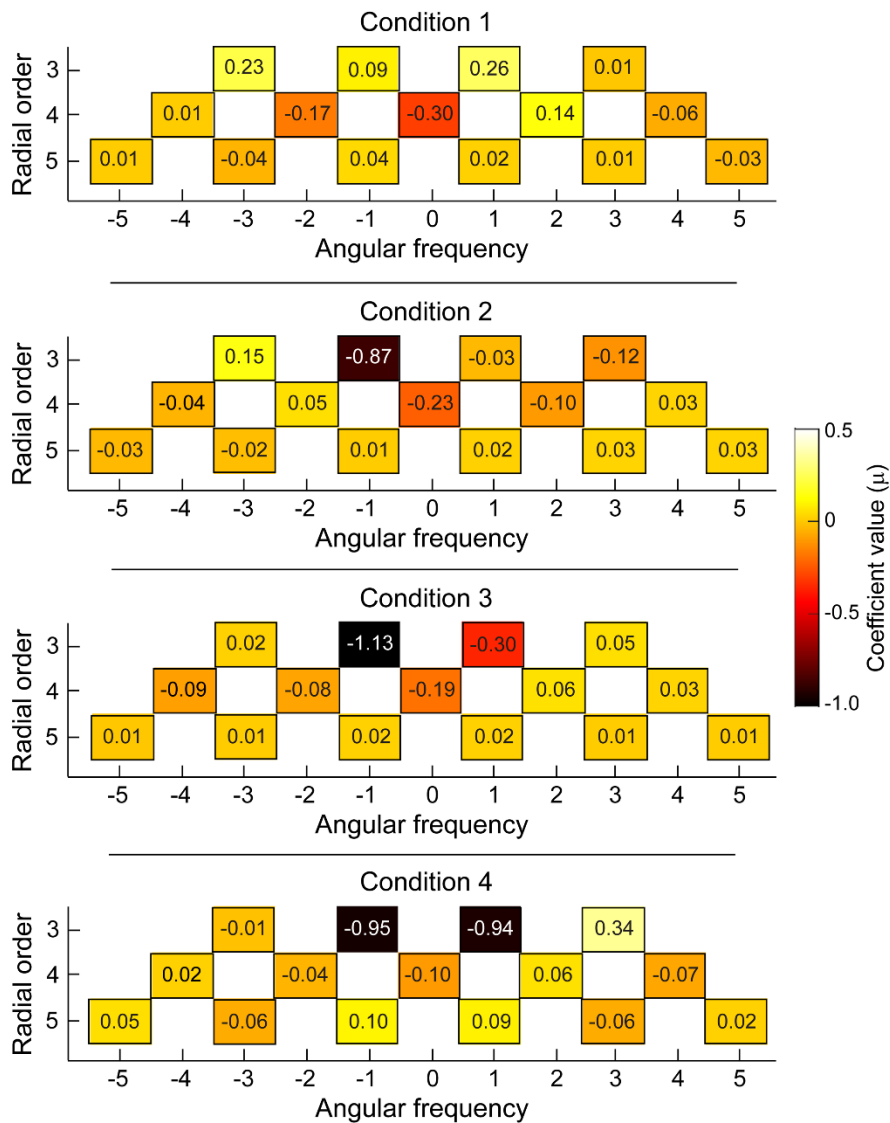 Condition 1
Radial order
3 0.23 0.09 0.26 0.01
4 0.01 -0.17 -0.30 0.14 -0.06
5 0.01 -0.04 0.04 0.02 0.01 -0.03
-5 -4 -3 -2 -1 0 1 2 3 4 5
Angular frequency
Condition 2
Radial order
3 0.15 -0.87 -0.03 -0.12
4 -0.04 0.05 -0.23 -0.10 0.03
5 -0.03 -0.02 0.01 0.02 0.03 0.03
-5 -4 -3 -2 -1 0 1 2 3 4 5
Angular frequency
Condition 3
Radial order
3 0.02 -1.13 -0.30 0.05
4 -0.09 -0.08 -0.19 0.06 0.03
5 0.01 0.01 0.02 0.02 0.01 0.01
-5 -4 -3 -2 -1 0 1 2 3 4 5
Angular frequency
Condition 4
Radial order
3 -0.01 -0.95 -0.94 0.34
4 0.02 -0.04 -0.10 0.06 -0.07
5 0.05 -0.06 0.10 0.09 -0.06 0.02
-5 -4 -3 -2 -1 0 1 2 3 4 5
Angular frequency
0.5
0
-0.5
-1.0
Coefficient value (μ)